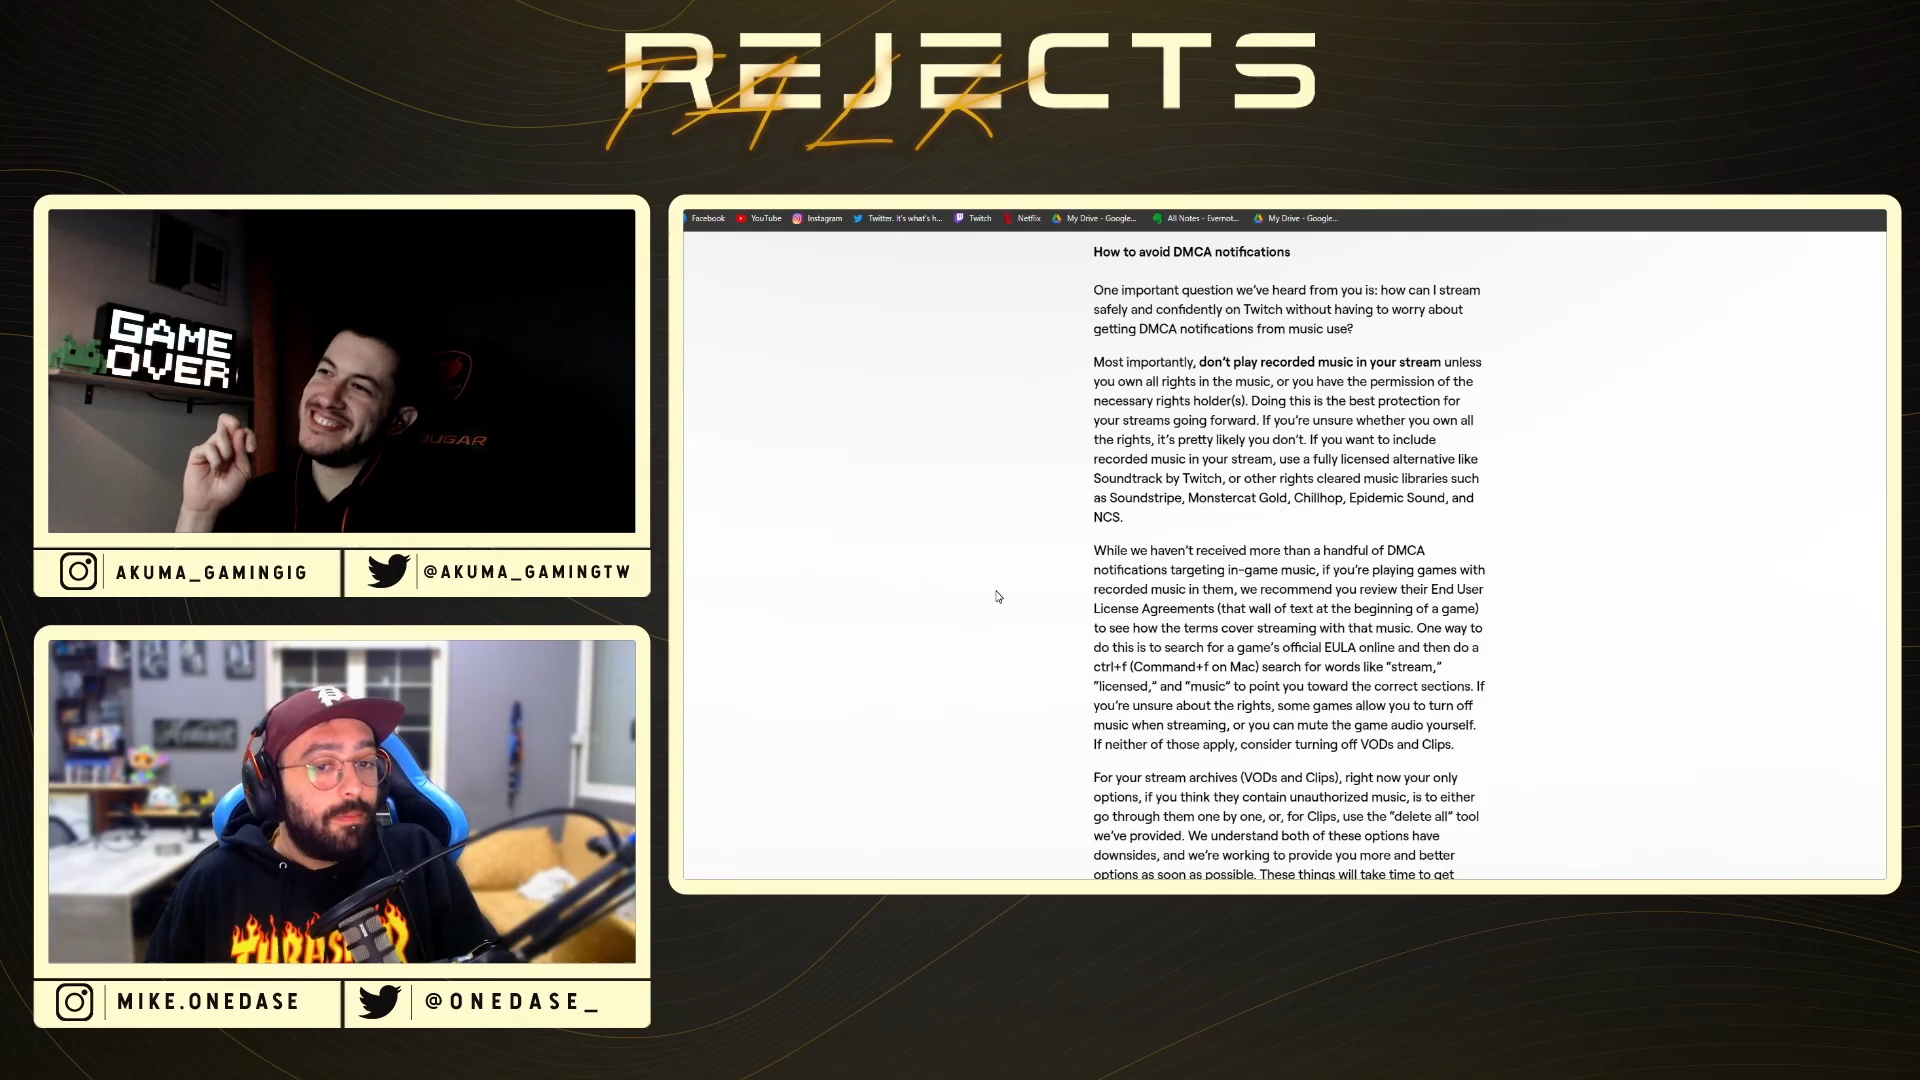 REJECTS
TALK
GAME
OVER
COUGAR
AKUMA_GAMINGIG
@AKUMA_GAMINGTW
THRASHER
MIKE.ONEDASE
@ONEDASE_
Facebook YouTube Instagram Twitter. It's what's h... Twitch Netflix My Drive - Google... All Notes - Evernot... My Drive - Google...
How to avoid DMCA notifications
One important question we’ve heard from you is: how can I stream
safely and confidently on Twitch without having to worry about
getting DMCA notifications from music use?
Most importantly, don’t play recorded music in your stream unless
you own all rights in the music, or you have the permission of the
necessary rights holder(s). Doing this is the best protection for
your streams going forward. If you’re unsure whether you own all
the rights, it’s pretty likely you don’t. If you want to include
recorded music in your stream, use a fully licensed alternative like
Soundtrack by Twitch, or other rights cleared music libraries such
as Soundstripe, Monstercat Gold, Chillhop, Epidemic Sound, and
NCS.
While we haven’t received more than a handful of DMCA
notifications targeting in-game music, if you’re playing games with
recorded music in them, we recommend you review their End User
License Agreements (that wall of text at the beginning of a game)
to see how the terms cover streaming with that music. One way to
do this is to search for a game’s official EULA online and then do a
ctrl+f (Command+f on Mac) search for words like “stream,”
“licensed,” and “music” to point you toward the correct sections. If
you’re unsure about the rights, some games allow you to turn off
music when streaming, or you can mute the game audio yourself.
If neither of those apply, consider turning off VODs and Clips.
For your stream archives (VODs and Clips), right now your only
options, if you think they contain unauthorized music, is to either
go through them one by one, or, for Clips, use the “delete all” tool
we’ve provided. We understand both of these options have
downsides, and we’re working to provide you more and better
options as soon as possible. These things will take time to get